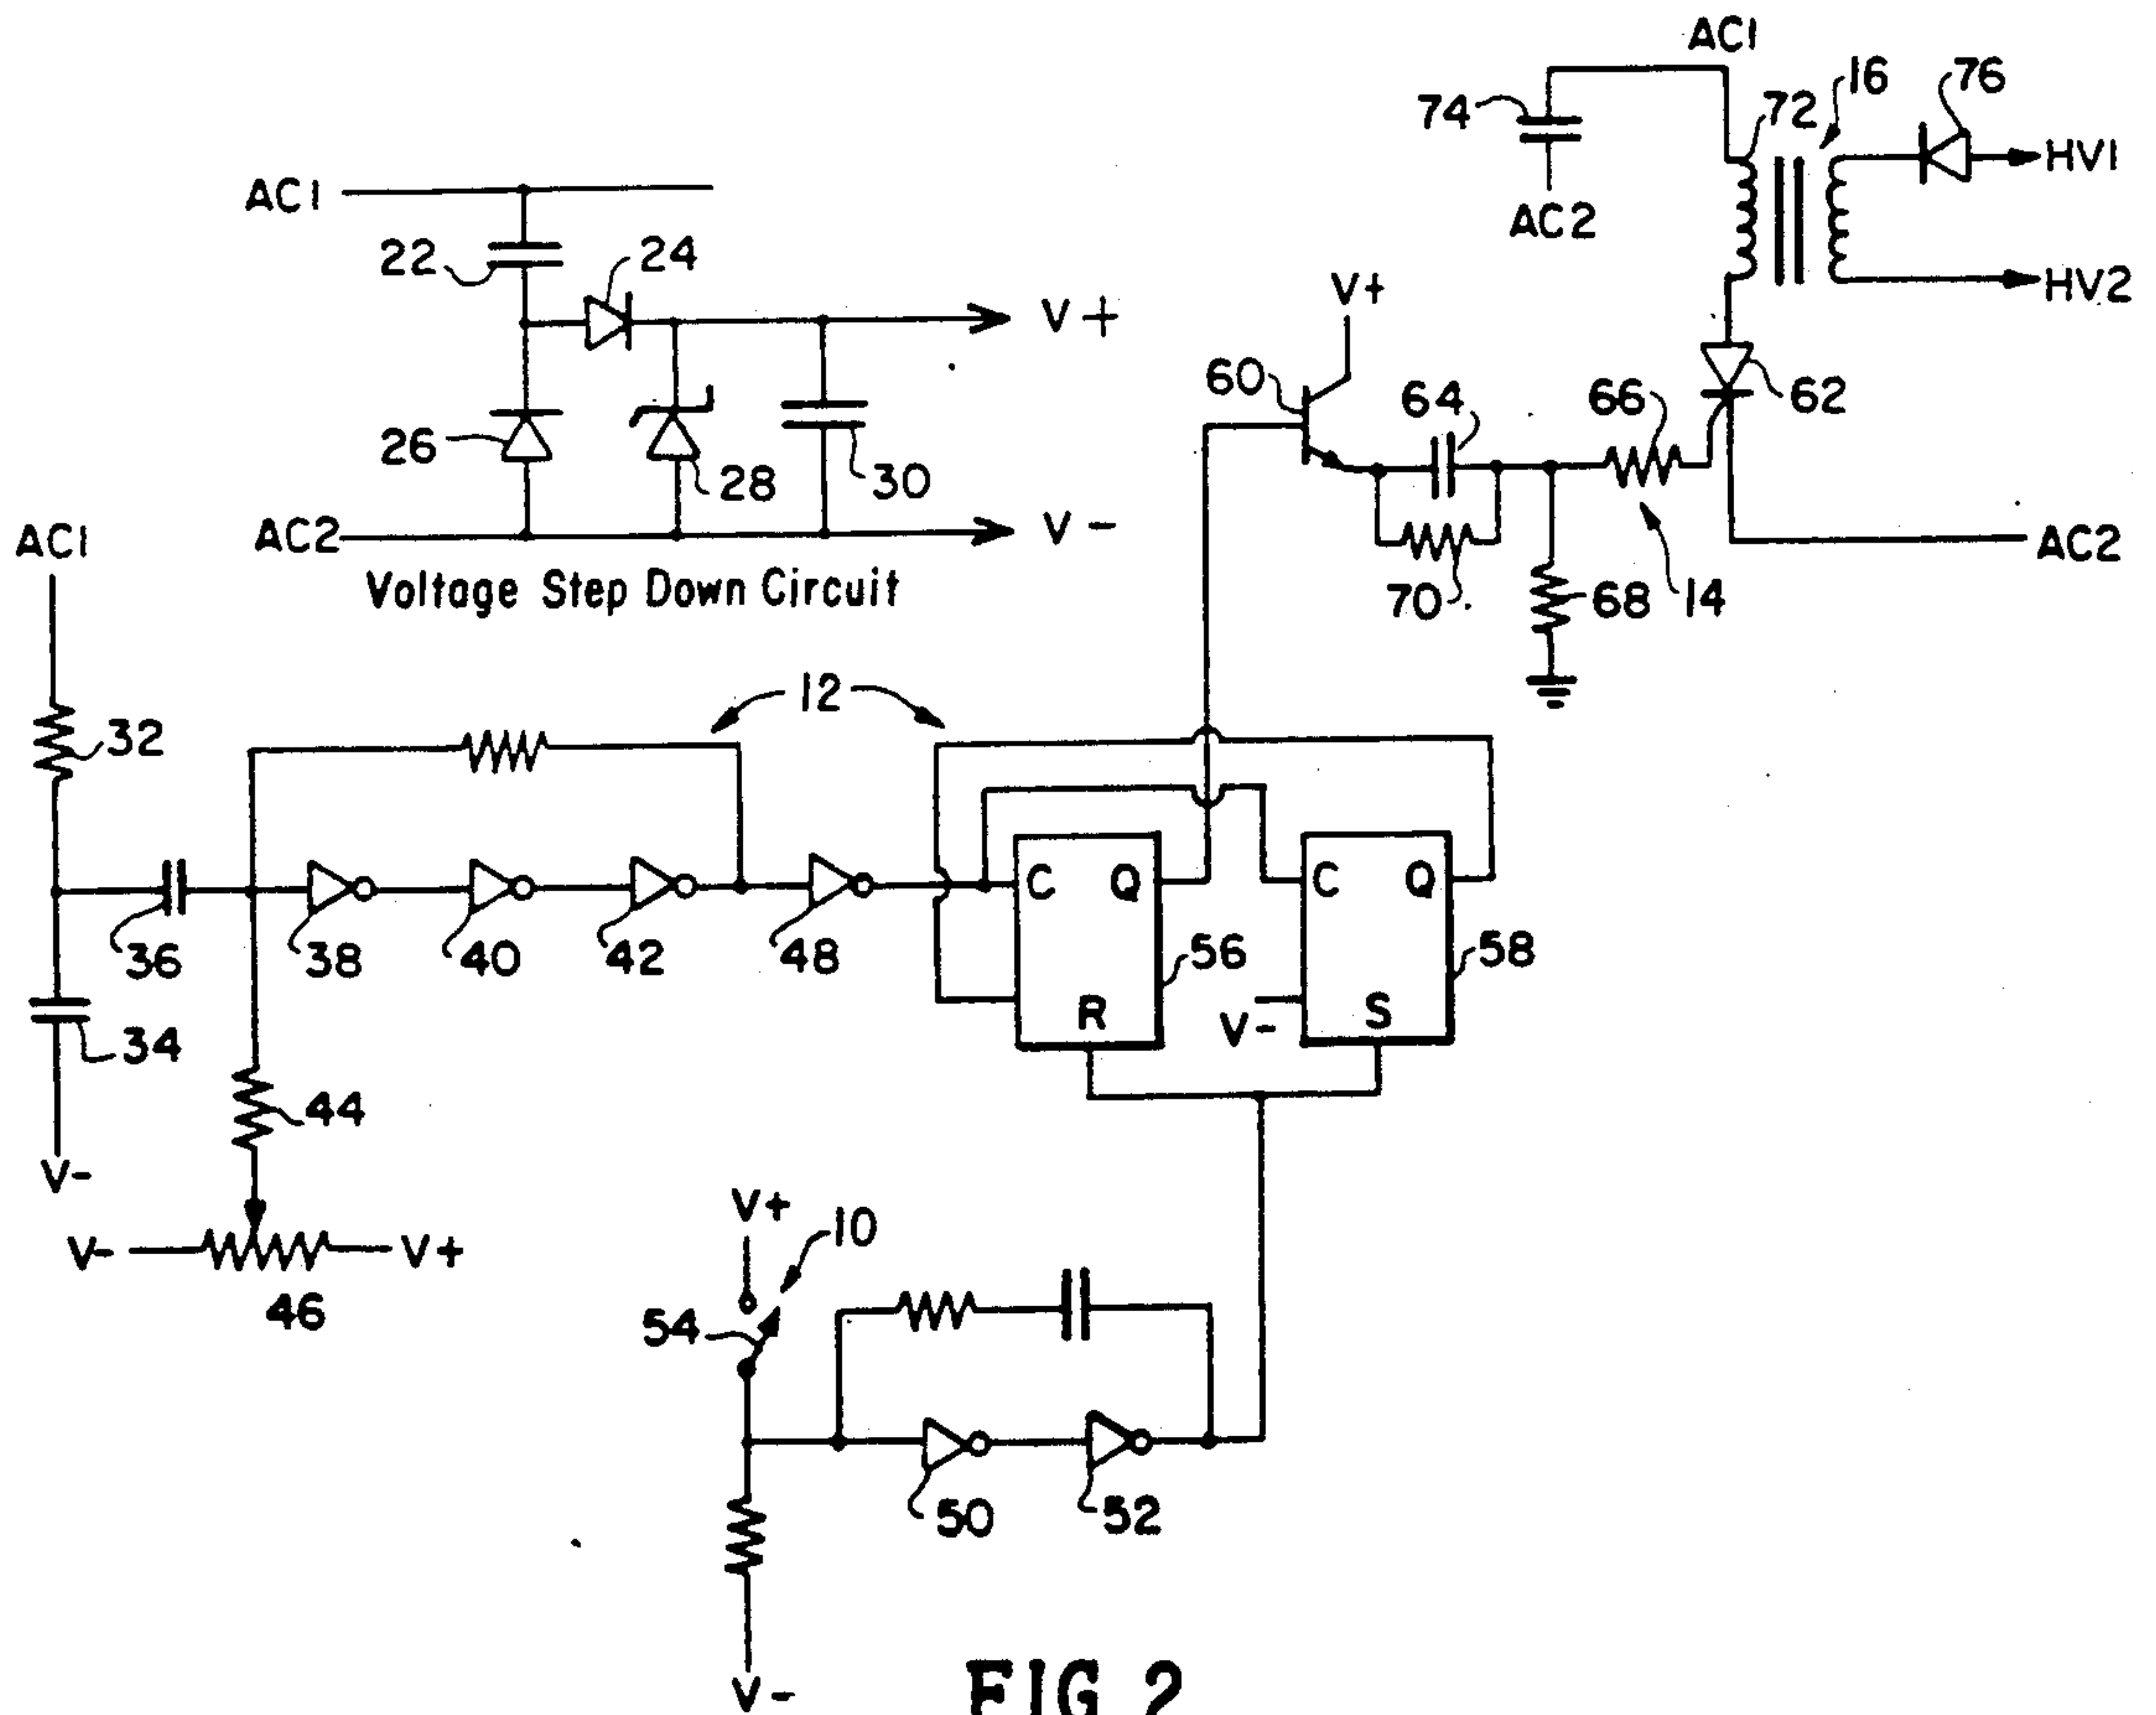 AC1
74
72
16
76
HV1
AC2
HV2
AC1
22
24
V+
26
28
30
AC2
V-
Voltage Step Down Circuit
V+
60
64
66
62
70
68
14
AC2
AC1
32
12
36
38
40
42
48
C
Q
R
56
C
Q
S
58
V-
34
V-
44
V-
V+
46
V+
10
54
50
52
V-
FIG 2